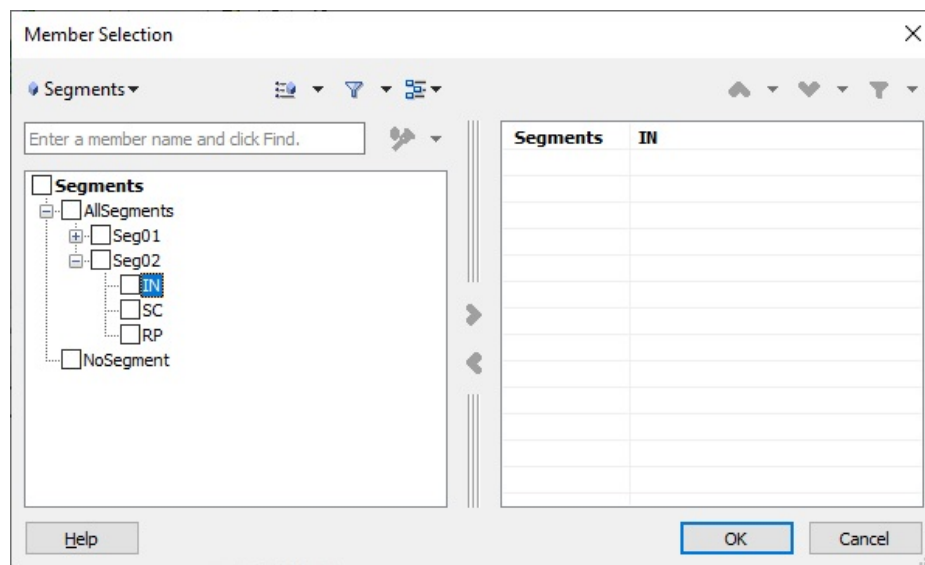 Member Selection
Segments
Enter a member name and click Find.
Segments IN
Segments
AllSegments
Seg01
Seg02
IN
SC
RP
NoSegment
Help OK Cancel